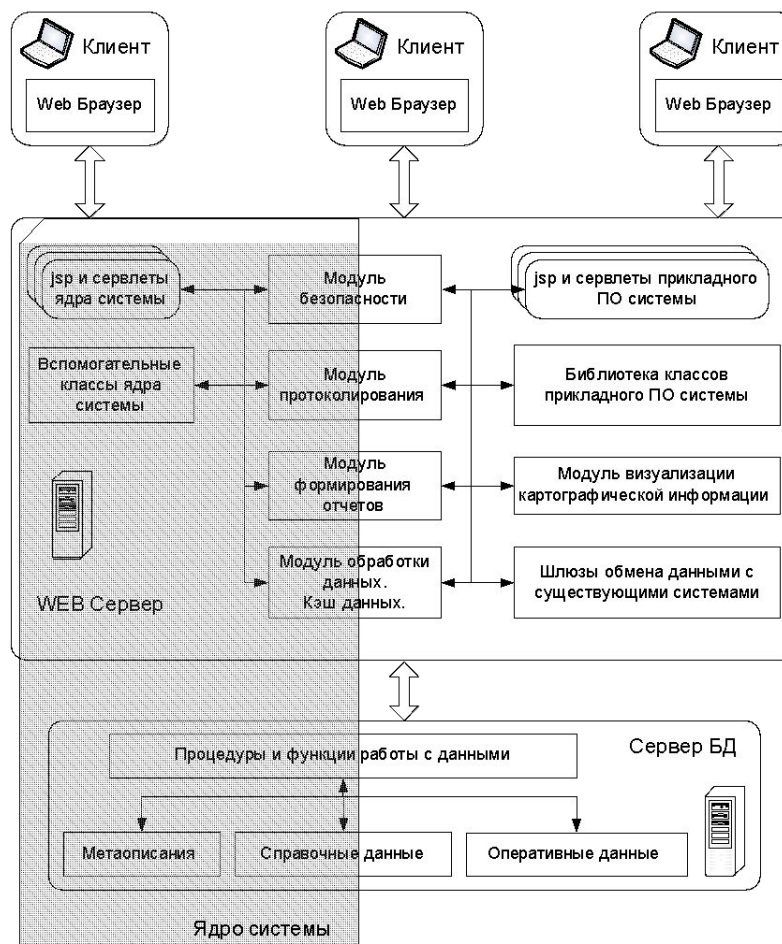 Клиент
Web Браузер
Клиент
Web Браузер
Клиент
Web Браузер
jsp и сервлеты
ядра системы
Модуль
безопасности
jsp и сервлеты прикладного
ПО системы
Вспомогательные
классы ядра
системы
Модуль
протоколирования
Библиотека классов
прикладного ПО системы
Модуль
формирования
отчетов
Модуль визуализации
картографической информации
WEB Сервер
Модуль обработки
данных.
Кэш данных.
Шлюзы обмена данными с
существующими системами
Процедуры и функции работы с данными
Сервер БД
Метаописания
Справочные данные
Оперативные данные
Ядро системы